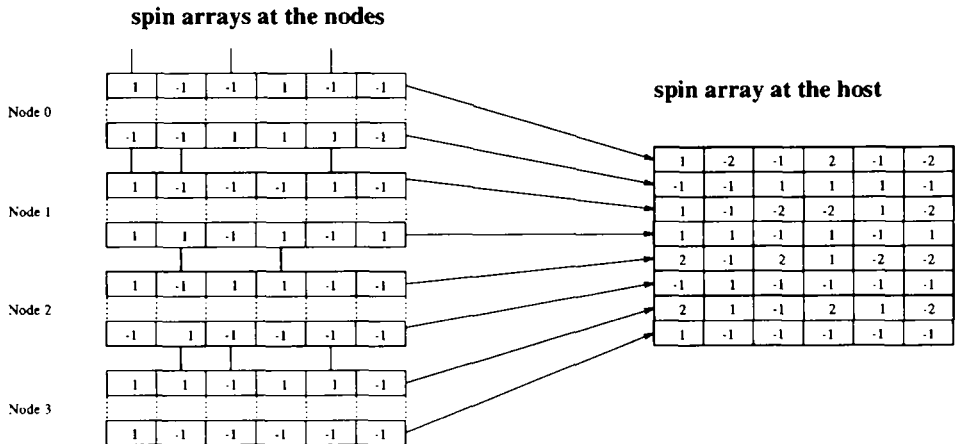 spin arrays at the nodes
1 -1 -1 1 -1 -1
Node 0
-1 -1 1 1 1 -1
1 -1 -1 -1 1 -1
Node 1
1 1 -1 1 -1 1
1 -1 1 1 -1 -1
Node 2
-1 1 -1 -1 -1 -1
1 1 -1 1 1 -1
Node 3
1 -1 -1 -1 -1 -1
spin array at the host
1 -2 -1 2 -1 -2
-1 -1 1 1 1 -1
1 -1 -2 -2 1 -2
1 1 -1 1 -1 1
2 -1 2 1 -2 -2
-1 1 -1 -1 -1 -1
2 1 -1 2 1 -2
1 -1 -1 -1 -1 -1